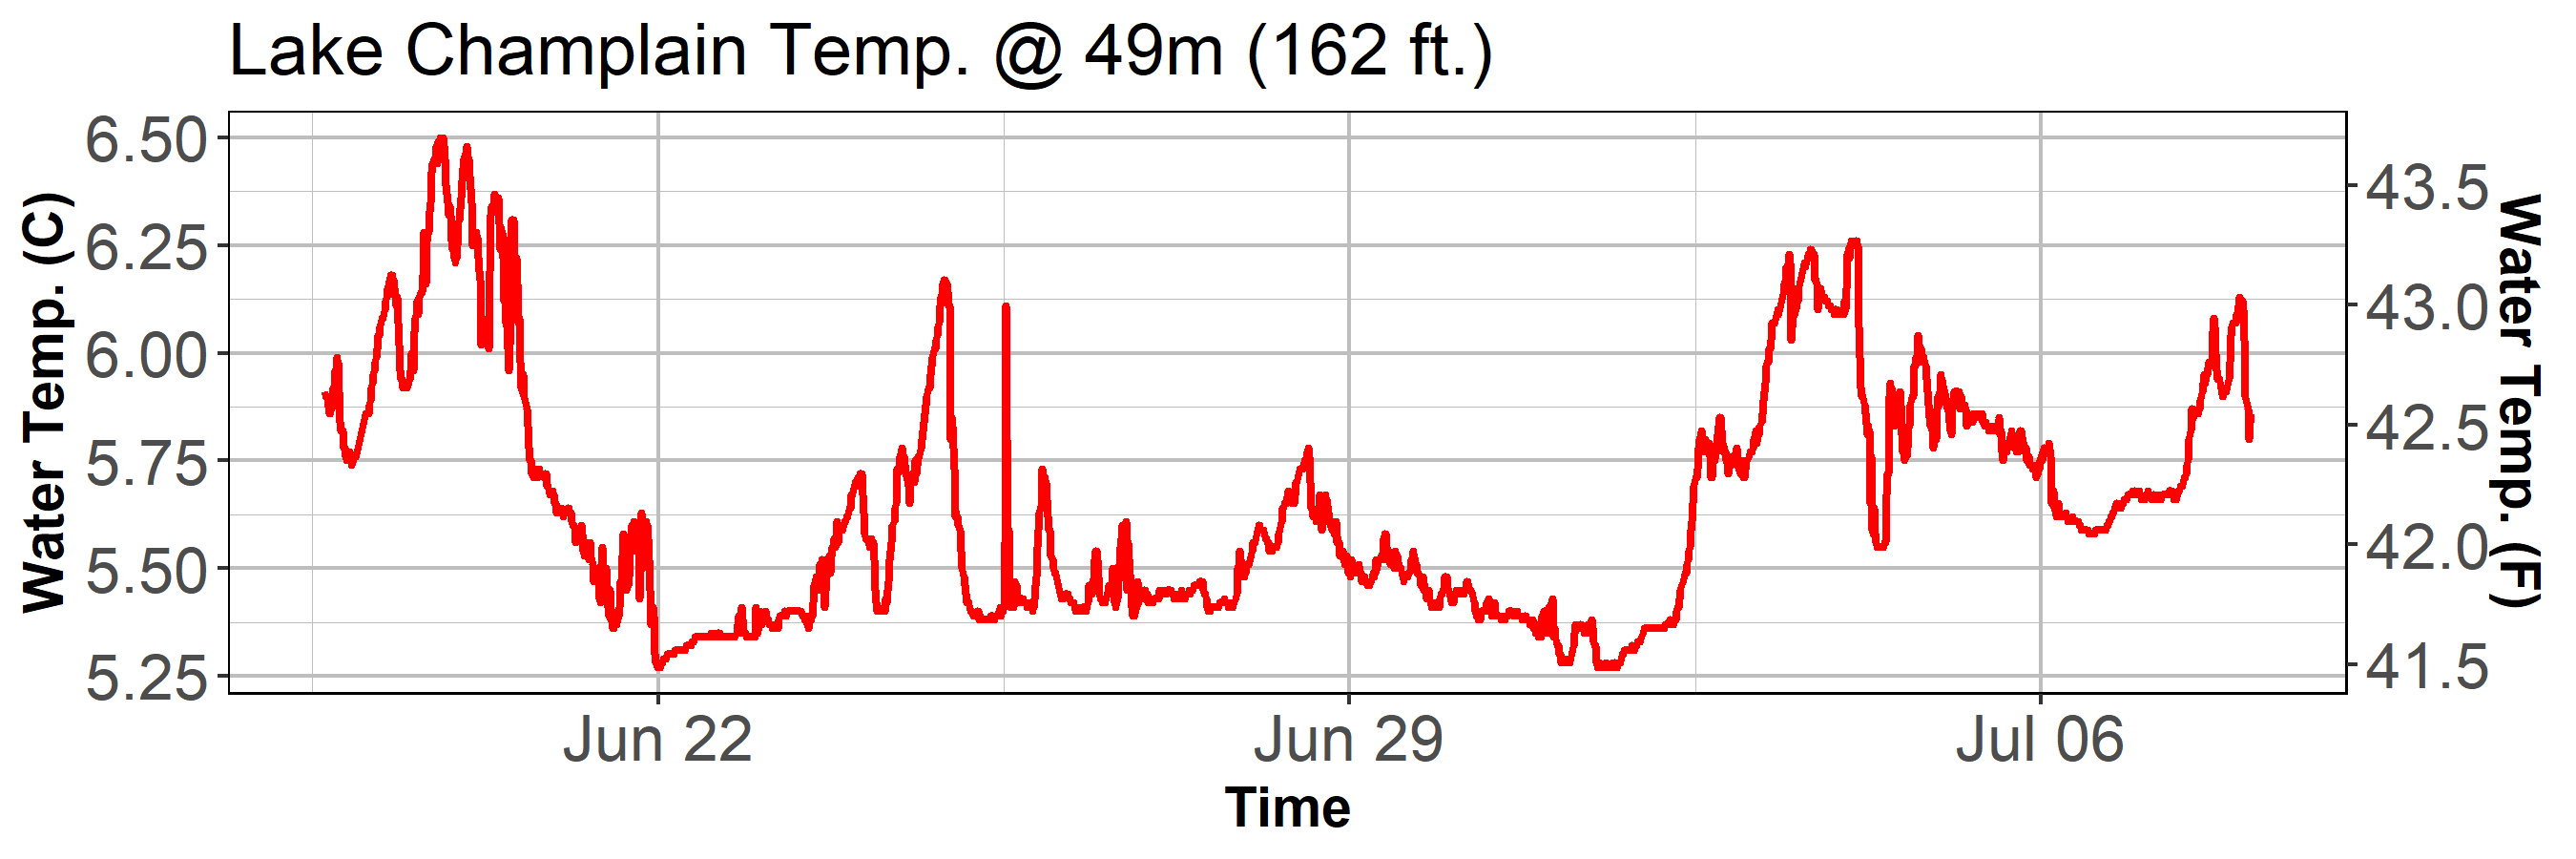 Lake Champlain Temp. @ 49m (162 ft.)
Water Temp. (C)
6.50
6.25
6.00
5.75
5.50
5.25
43.5
43.0
42.5
42.0
41.5
Water Temp. (F)
Jun 22
Jun 29
Jul 06
Time